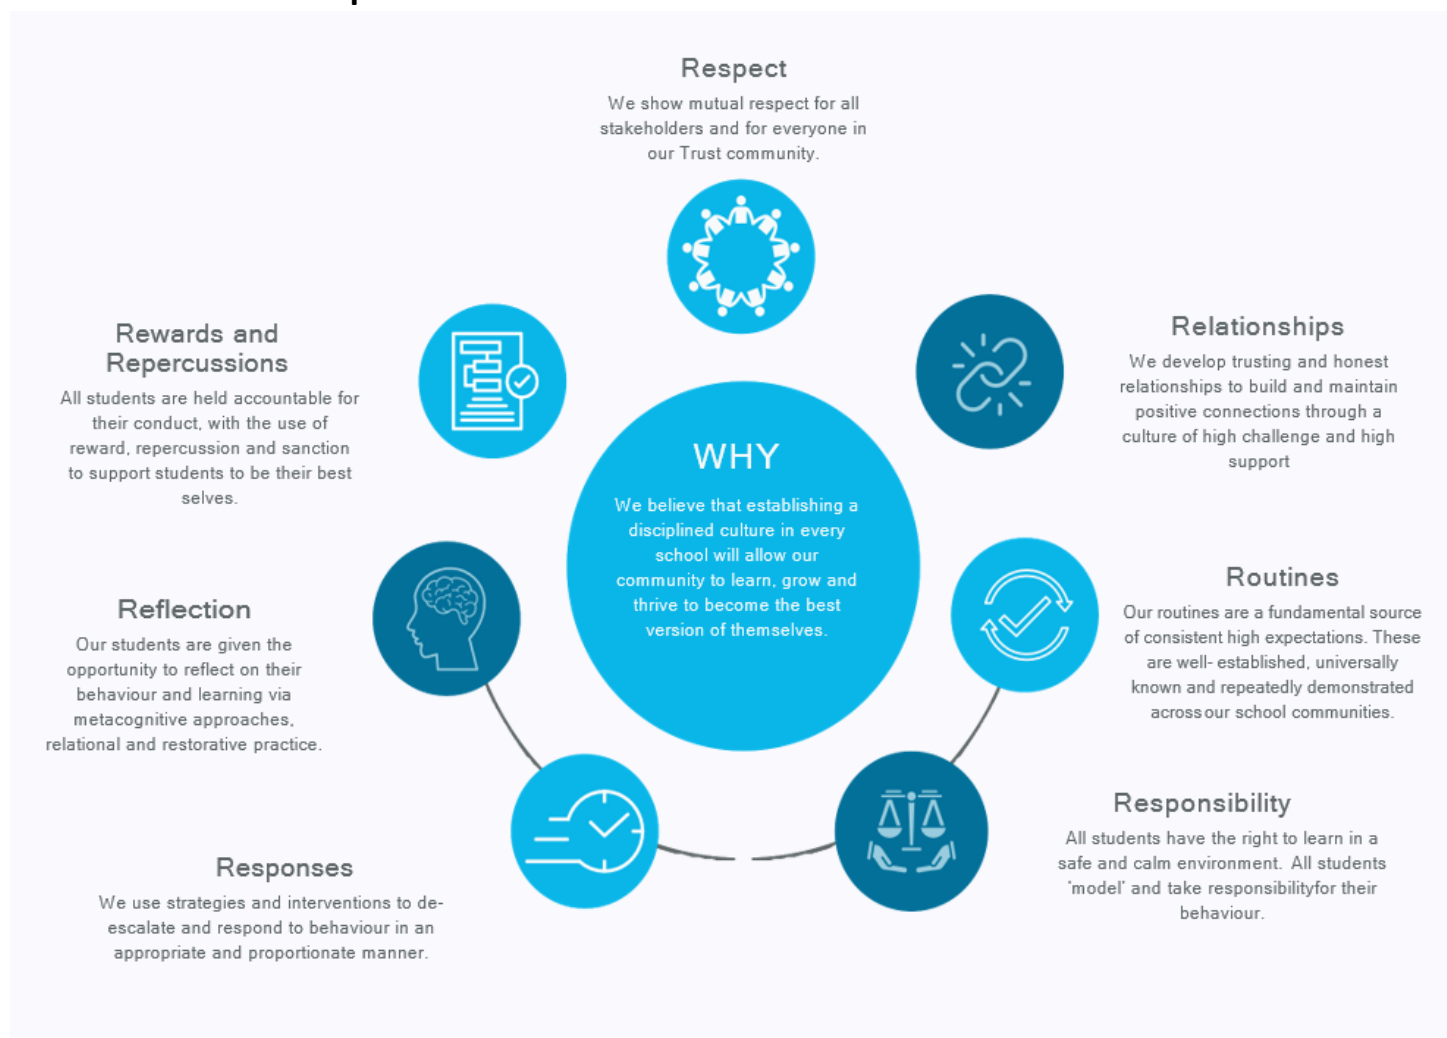 Respect
We show mutual respect for all
stakeholders and for everyone in
our Trust community.
Relationships
We develop trusting and honest
relationships to build and maintain
positive connections through a
culture of high challenge and high
support
Routines
Our routines are a fundamental source
of consistent high expectations. These
are well- established, universally
known and repeatedly demonstrated
across our school communities.
Responsibility
All students have the right to learn in a
safe and calm environment. All students
'model' and take responsibilityfor their
behaviour.
Responses
We use strategies and interventions to de-
escalate and respond to behaviour in an
appropriate and proportionate manner.
Reflection
Our students are given the
opportunity to reflect on their
behaviour and learning via
metacognitive approaches,
relational and restorative practice.
Rewards and
Repercussions
All students are held accountable for
their conduct, with the use of
reward, repercussion and sanction
to support students to be their best
selves.
WHY
We believe that establishing a
disciplined culture in every
school will allow our
community to learn, grow and
thrive to become the best
version of themselves.